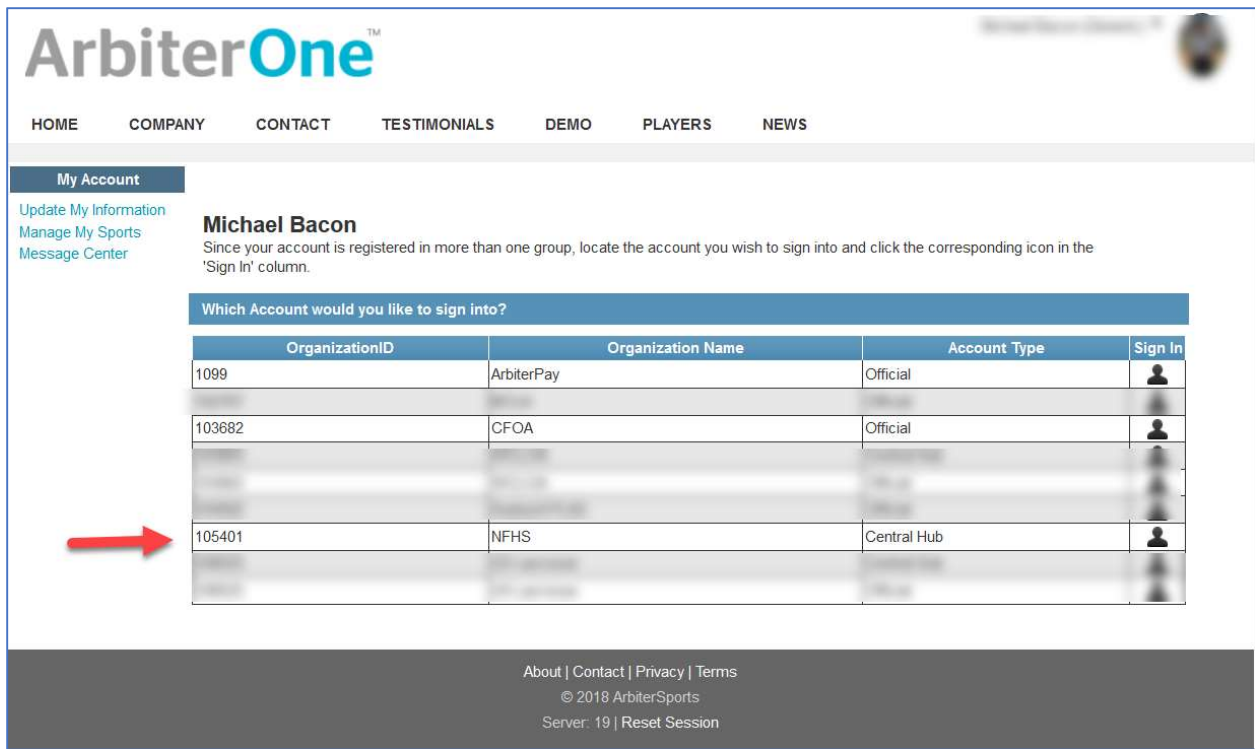 ArbiterOne™
HOME COMPANY CONTACT TESTIMONIALS DEMO PLAYERS NEWS
My Account
Update My Information
Manage My Sports
Message Center
Michael Bacon
Since your account is registered in more than one group, locate the account you wish to sign into and click the corresponding icon in the
'Sign In' column.
Which Account would you like to sign into?
OrganizationID Organization Name Account Type Sign In
1099 ArbiterPay Official
103682 CFOA Official
105401 NFHS Central Hub
About | Contact | Privacy | Terms
© 2018 ArbiterSports
Server: 19 | Reset Session